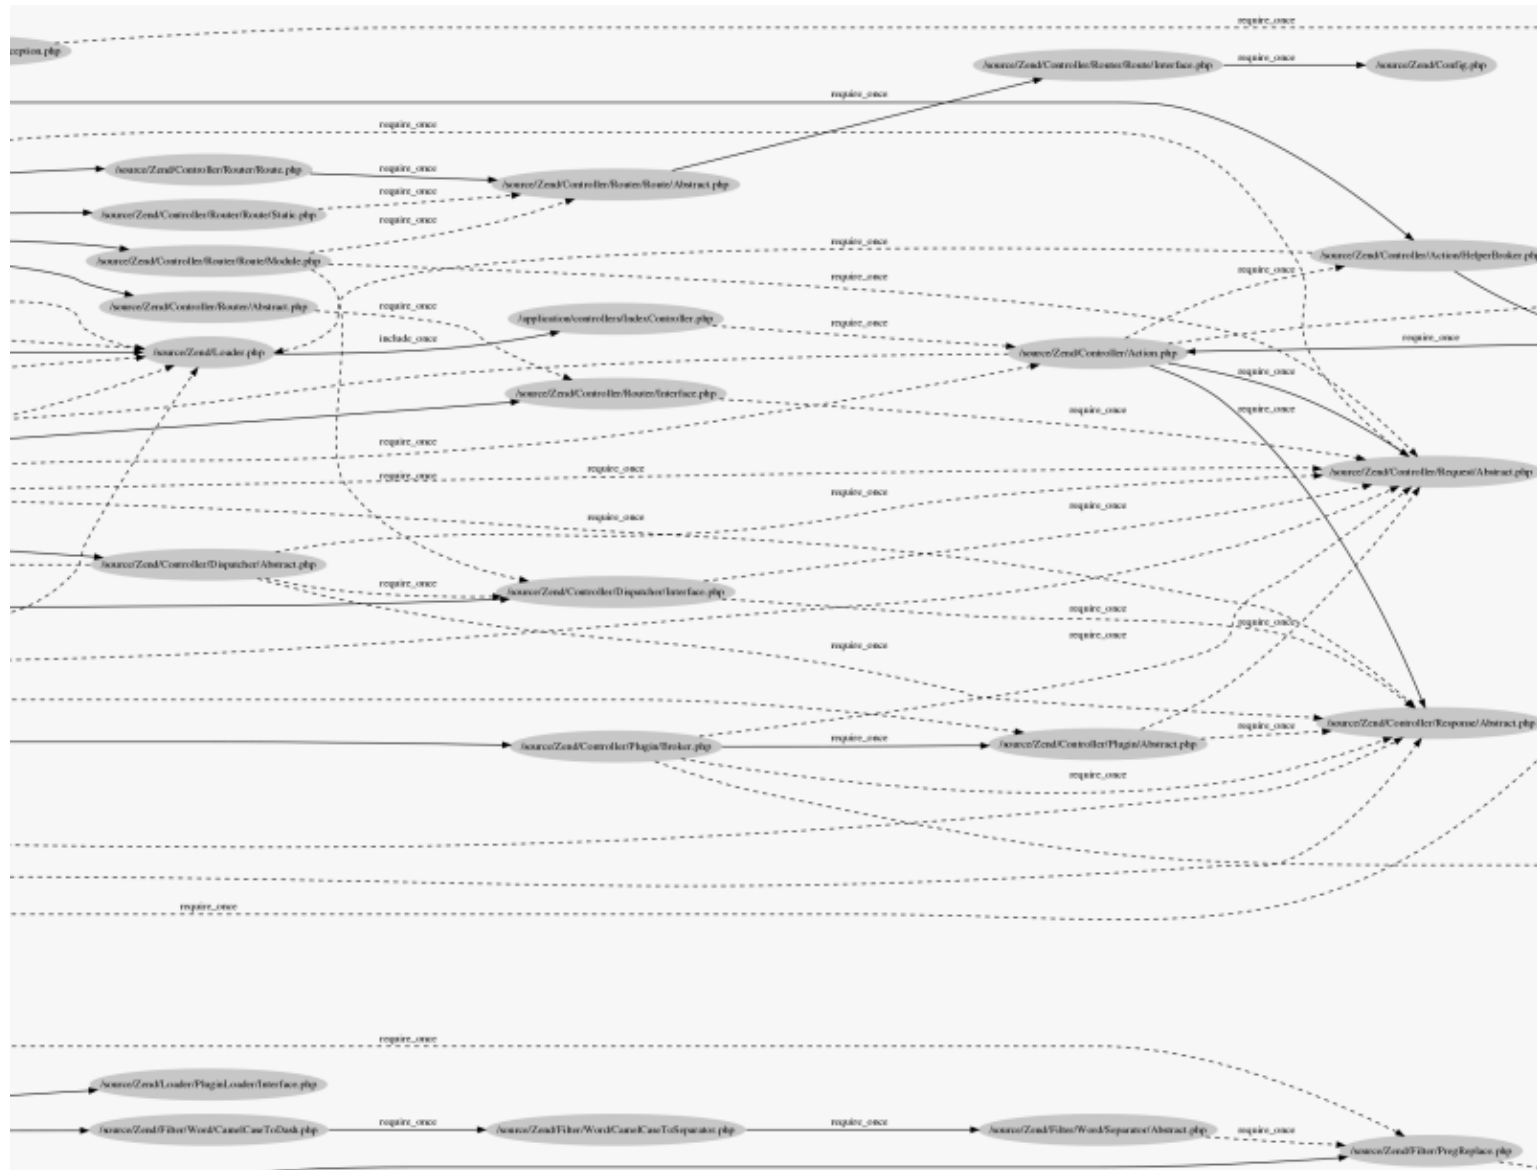 require_once
ception.php
/source/Zend/Controller/Router/Route/Interface.php
require_once
/source/Zend/Config.php
require_once
require_once
/source/Zend/Controller/Router/Route.php
require_once
/source/Zend/Controller/Router/Route/Abstract.php
require_once
/source/Zend/Controller/Router/Route/Static.php
require_once
require_once
/source/Zend/Controller/Action/HelperBroker.php
/source/Zend/Controller/Router/Route/Module.php
require_once
require_once
/source/Zend/Controller/Router/Abstract.php
require_once
/application/controllers/IndexController.php
require_once
include_once
require_once
/source/Zend/Loader.php
/source/Zend/Controller/Action.php
require_once
/source/Zend/Controller/Router/Interface.php
require_once
require_once
require_once
require_once
/source/Zend/Controller/Request/Abstract.php
require_once
require_once
require_once
require_once
/source/Zend/Controller/Dispatcher/Abstract.php
require_once
/source/Zend/Controller/Dispatcher/Interface.php
require_once
require_once
require_once
require_once
/source/Zend/Controller/Response/Abstract.php
require_once
/source/Zend/Controller/Plugin/Broker.php
require_once
/source/Zend/Controller/Plugin/Abstract.php
require_once
require_once
require_once
/source/Zend/Loader/PluginLoader/Interface.php
require_once
require_once
require_once
/source/Zend/Filter/Word/CamelCaseToDash.php
/source/Zend/Filter/Word/CamelCaseToSeparator.php
/source/Zend/Filter/Word/Separator/Abstract.php
/source/Zend/Filter/PregReplace.php